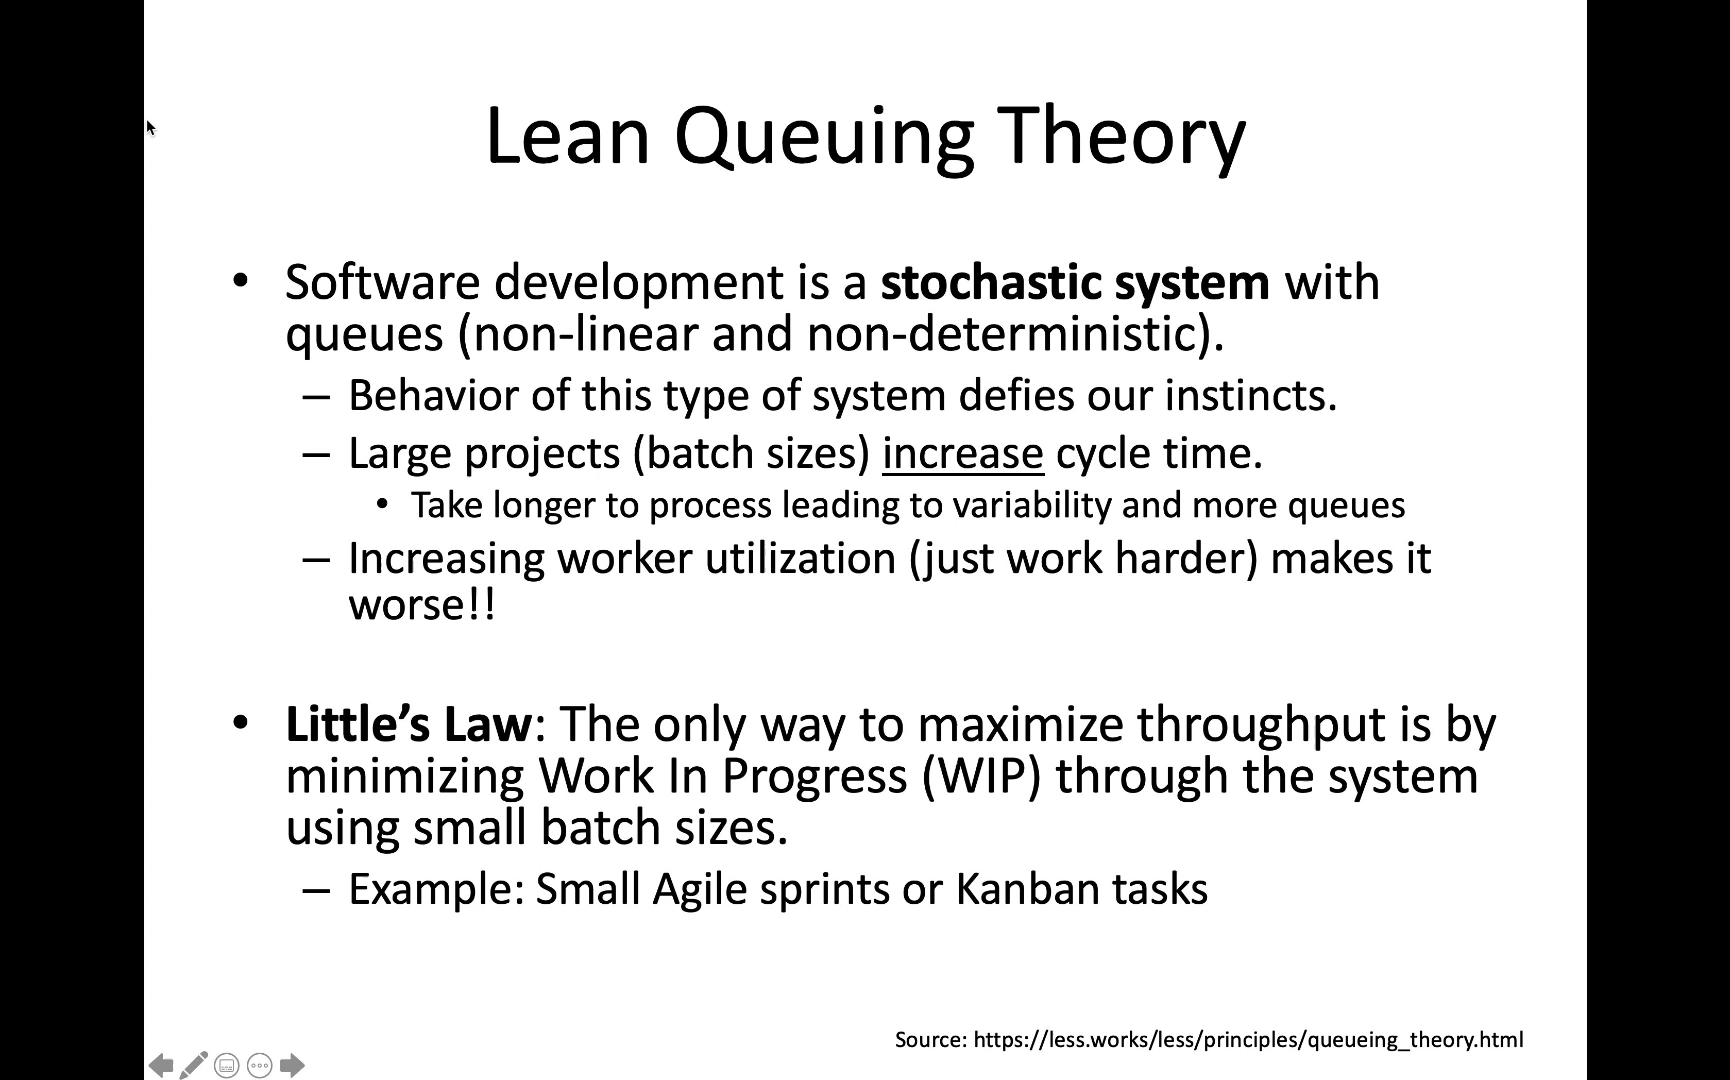 Lean Queuing Theory
• Software development is a stochastic system with
queues (non-linear and non-deterministic).
– Behavior of this type of system defies our instincts.
– Large projects (batch sizes) increase cycle time.
• Take longer to process leading to variability and more queues
– Increasing worker utilization (just work harder) makes it
worse!!
• Little’s Law: The only way to maximize throughput is by
minimizing Work In Progress (WIP) through the system
using small batch sizes.
– Example: Small Agile sprints or Kanban tasks
Source: https://less.works/less/principles/queueing_theory.html